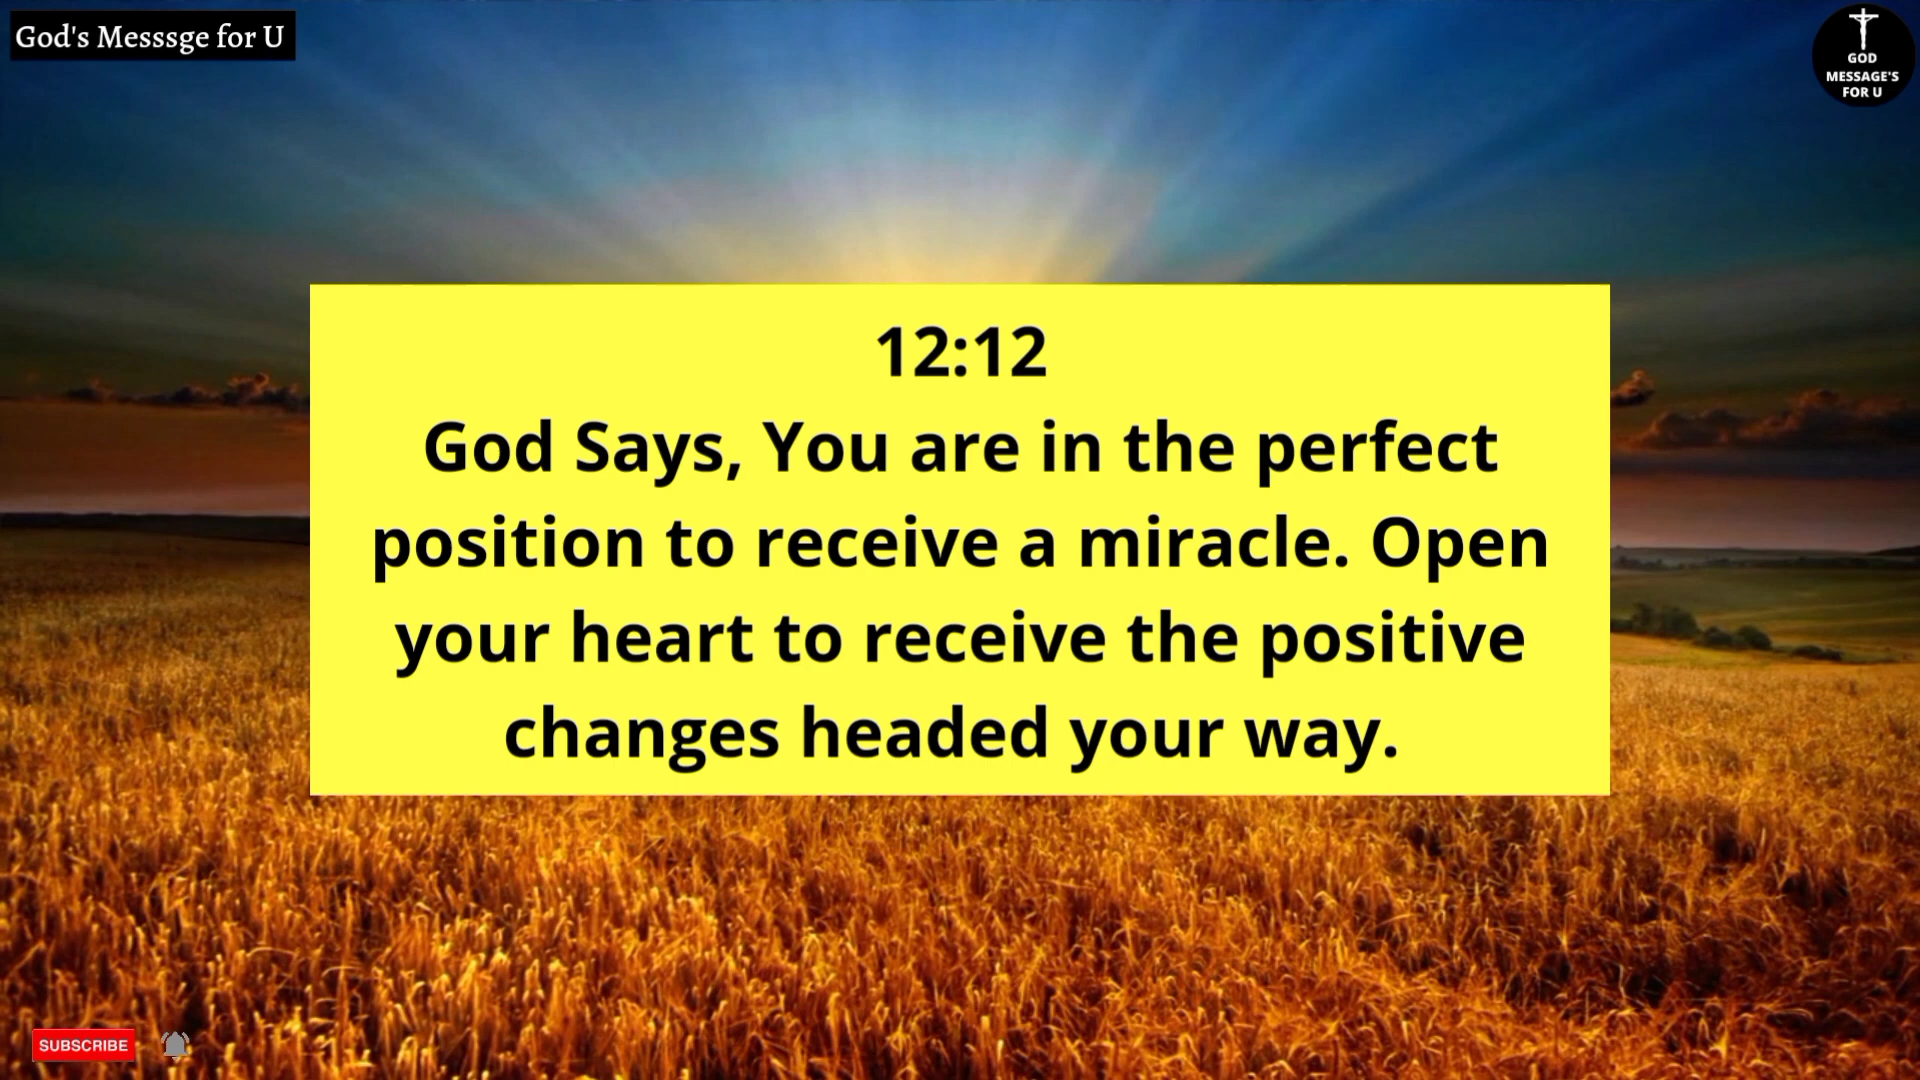 God's Messsge for U
GOD
MESSAGE'S
FOR U
12:12
God Says, You are in the perfect
position to receive a miracle. Open
your heart to receive the positive
changes headed your way.
SUBSCRIBE